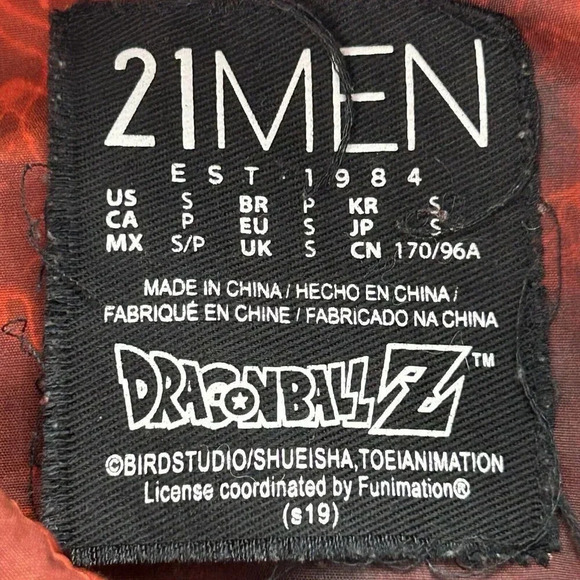 21MEN
EST.1984
US S BR P KR S
CA P EU S JP S
MX S/P UK S CN 170/96A
MADE IN CHINA / HECHO EN CHINA /
FABRIQUÉ EN CHINE / FABRICADO NA CHINA
DRAGONBALL Z™
©BIRDSTUDIO/SHUEISHA,TOEIANIMATION
License coordinated by Funimation®
(s19)